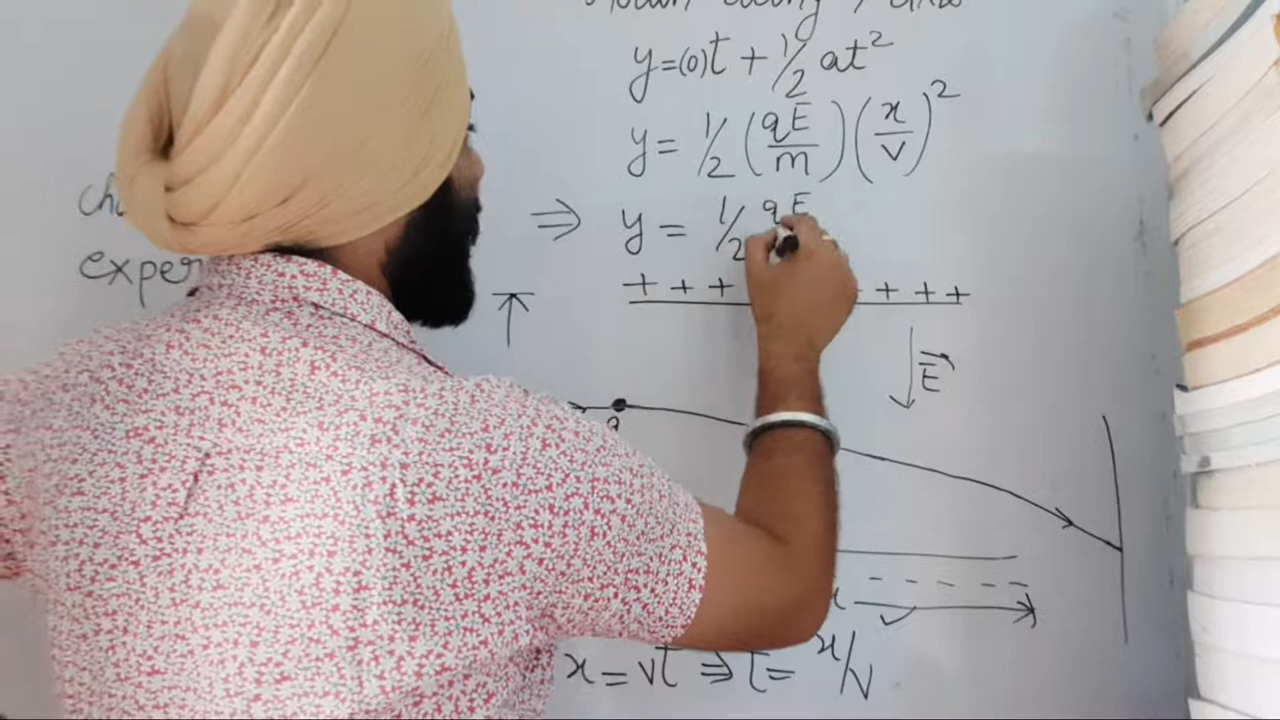 y=(0)t + 1/2 at²
y= 1/2 (qE/m)(x/v)²
⇒ y = 1/2 qE
+ + + + + +
E
q
x
x = vt ⇒ t= x/v